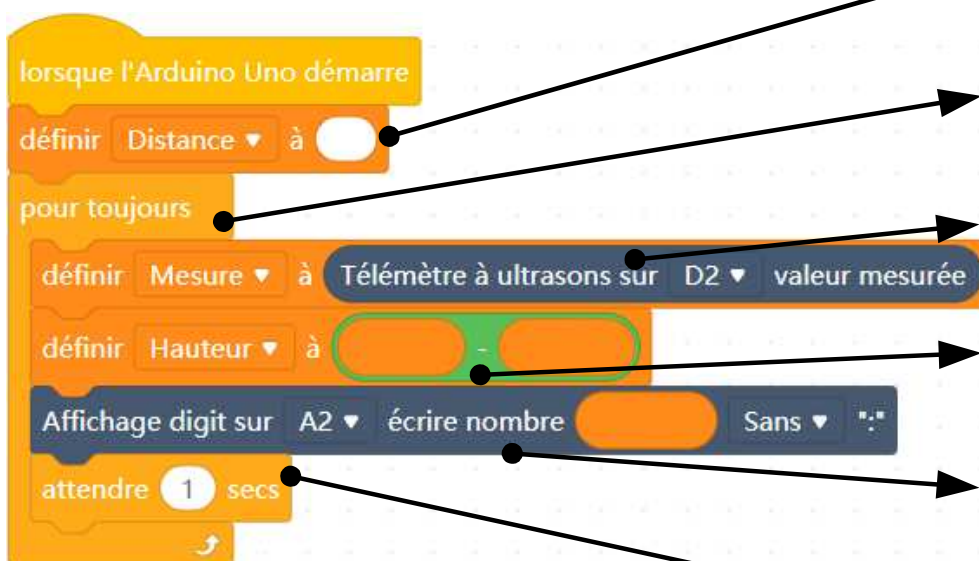 lorsque l'Arduino Uno démarre
définir Distance à
pour toujours
définir Mesure à Télémètre à ultrasons sur D2 valeur mesurée
définir Hauteur à -
Affichage digit sur A2 écrire nombre Sans ":"
attendre 1 secs